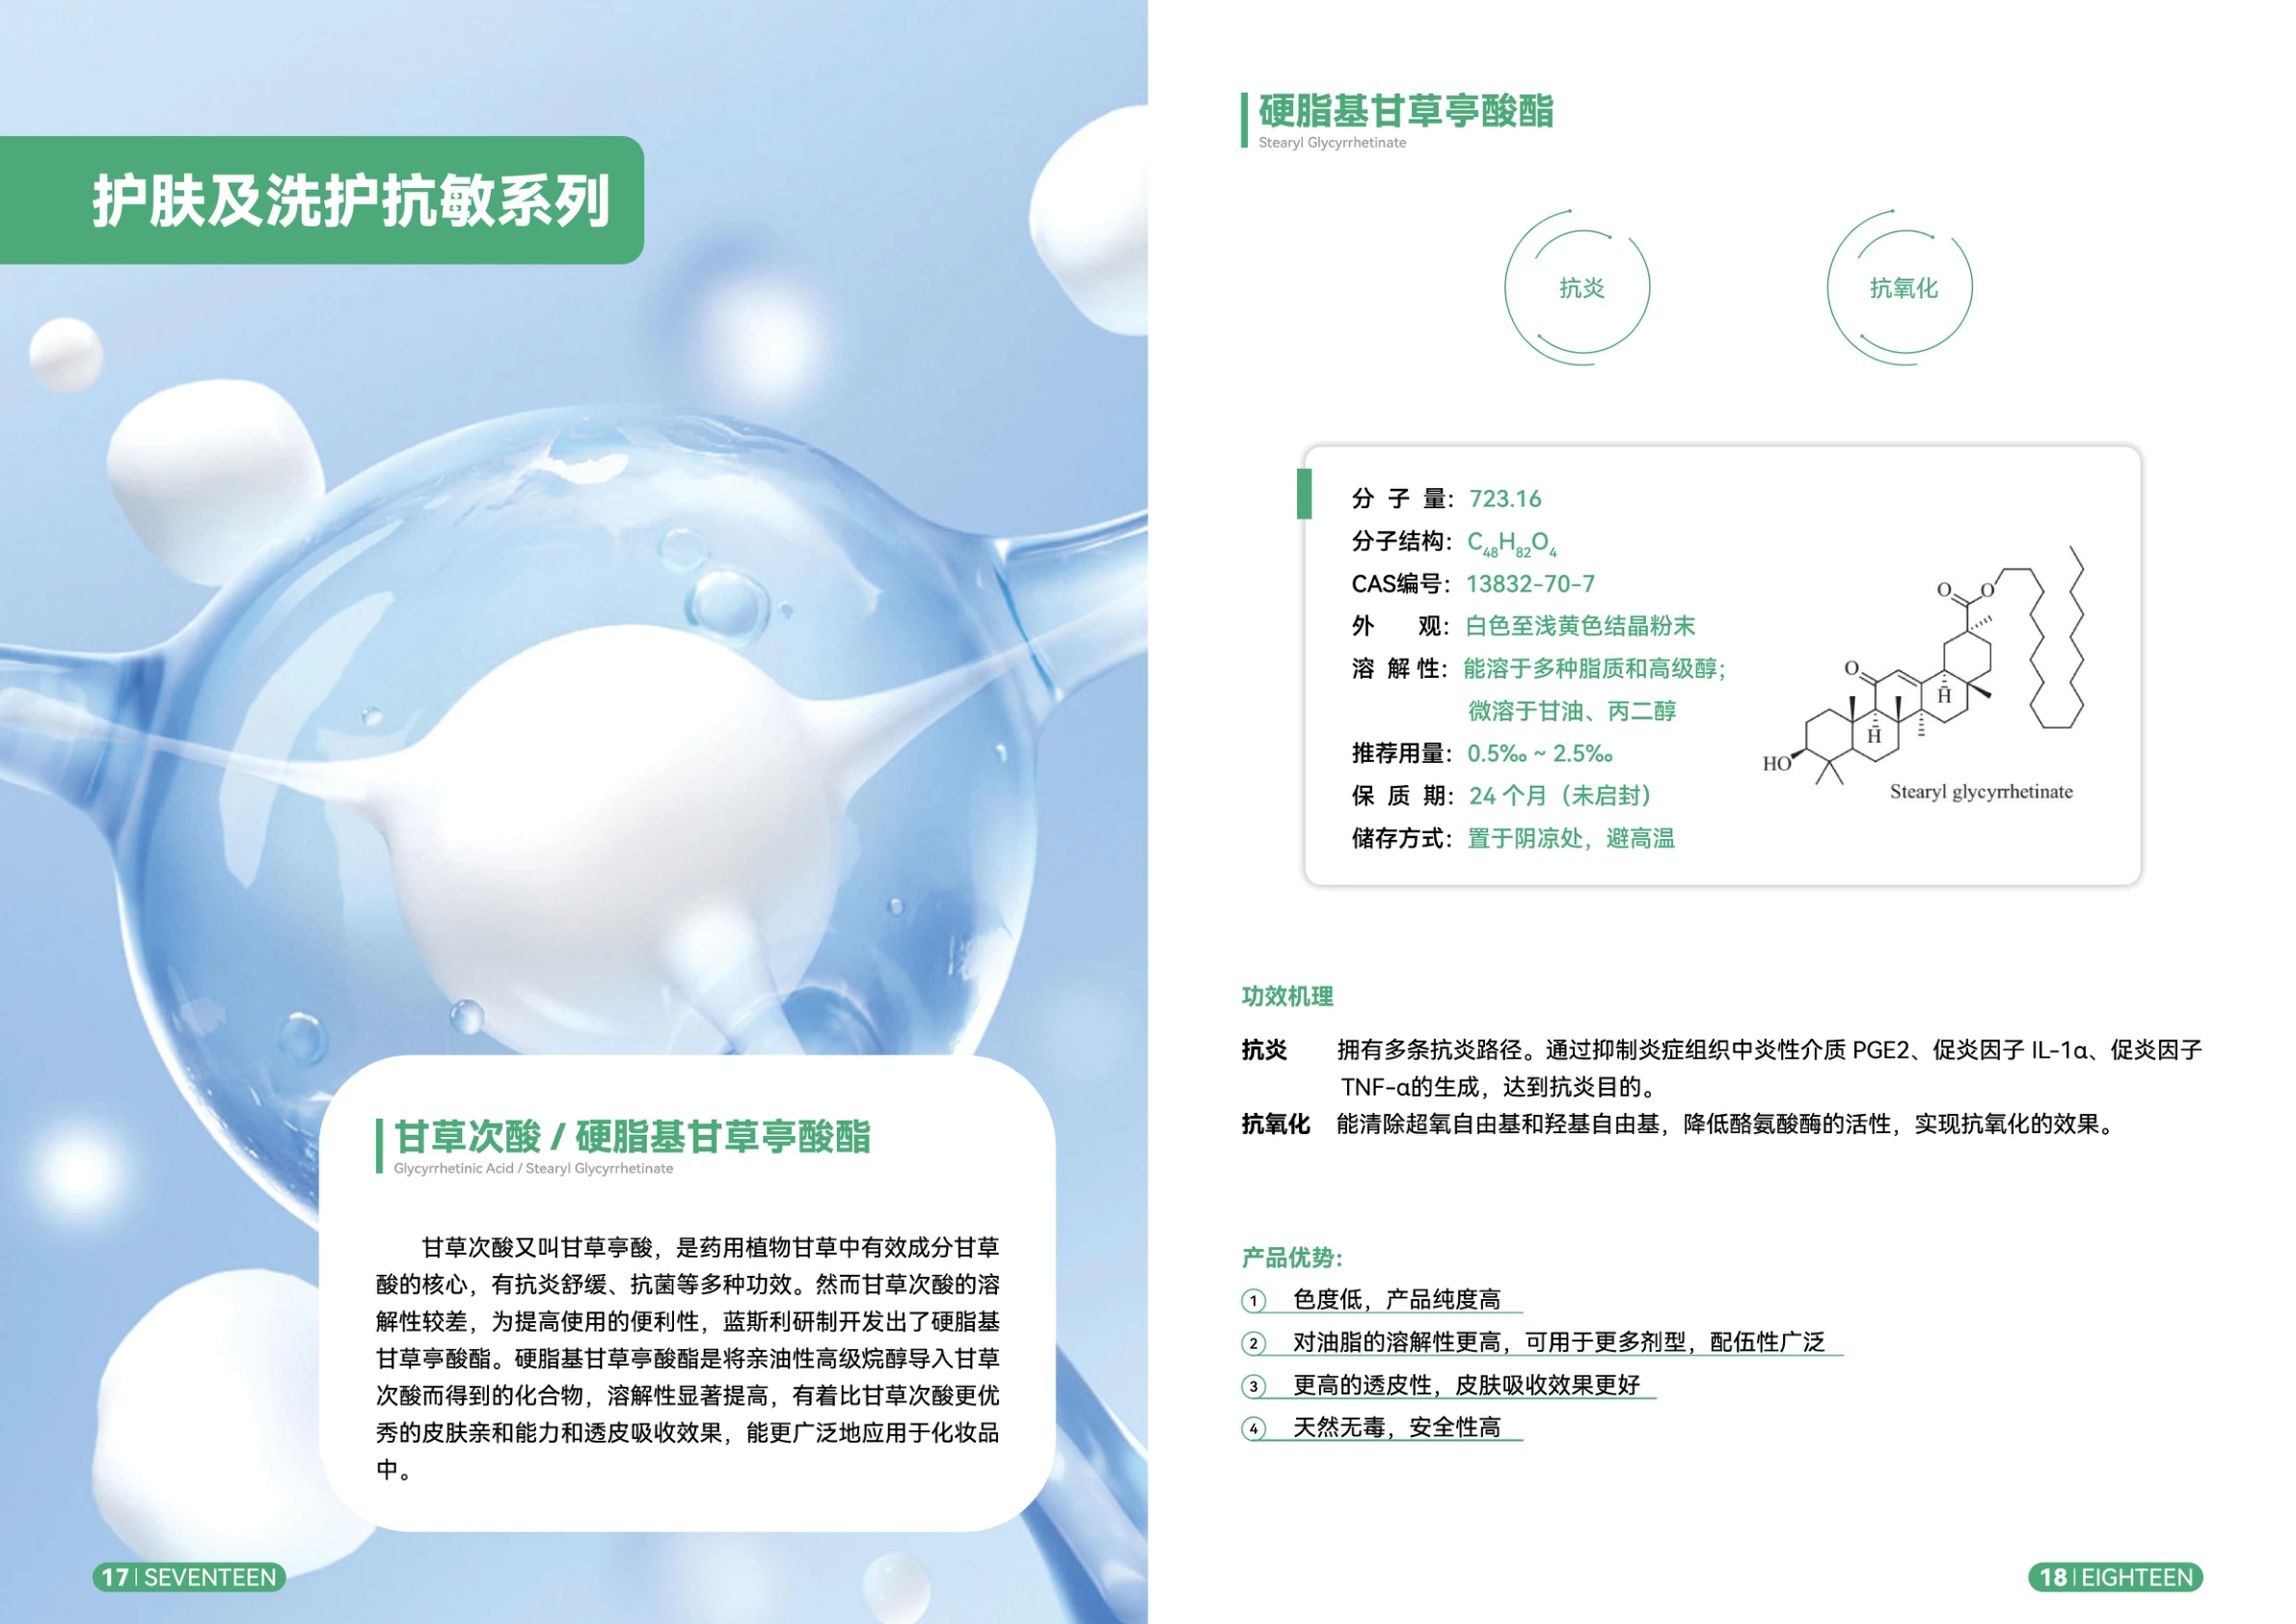 护肤及洗护抗敏系列
甘草次酸 / 硬脂基甘草亭酸酯
Glycyrrhetinic Acid / Stearyl Glycyrrhetinate
甘草次酸又叫甘草亭酸，是药用植物甘草中有效成分甘草
酸的核心，有抗炎舒缓、抗菌等多种功效。然而甘草次酸的溶
解性较差，为提高使用的便利性，蓝斯利研制开发出了硬脂基
甘草亭酸酯。硬脂基甘草亭酸酯是将亲油性高级烷醇导入甘草
次酸而得到的化合物，溶解性显著提高，有着比甘草次酸更优
秀的皮肤亲和能力和透皮吸收效果，能更广泛地应用于化妆品
中。
17 | SEVENTEEN
硬脂基甘草亭酸酯
Stearyl Glycyrrhetinate
抗炎
抗氧化
分子量：723.16
分子结构：C₄₈H₈₂O₄
CAS编号：13832-70-7
外观：白色至浅黄色结晶粉末
溶解性：能溶于多种脂质和高级醇；
微溶于甘油、丙二醇
推荐用量：0.5‰ ~ 2.5‰
保质期：24 个月（未启封）
储存方式：置于阴凉处，避高温
O
O
O
H
H
HO
Stearyl glycyrrhetinate
功效机理
抗炎 拥有多条抗炎路径。通过抑制炎症组织中炎性介质 PGE2、促炎因子 IL-1α、促炎因子
TNF-α的生成，达到抗炎目的。
抗氧化 能清除超氧自由基和羟基自由基，降低酪氨酸酶的活性，实现抗氧化的效果。
产品优势：
1 色度低，产品纯度高
2 对油脂的溶解性更高，可用于更多剂型，配伍性广泛
3 更高的透皮性，皮肤吸收效果更好
4 天然无毒，安全性高
18 | EIGHTEEN